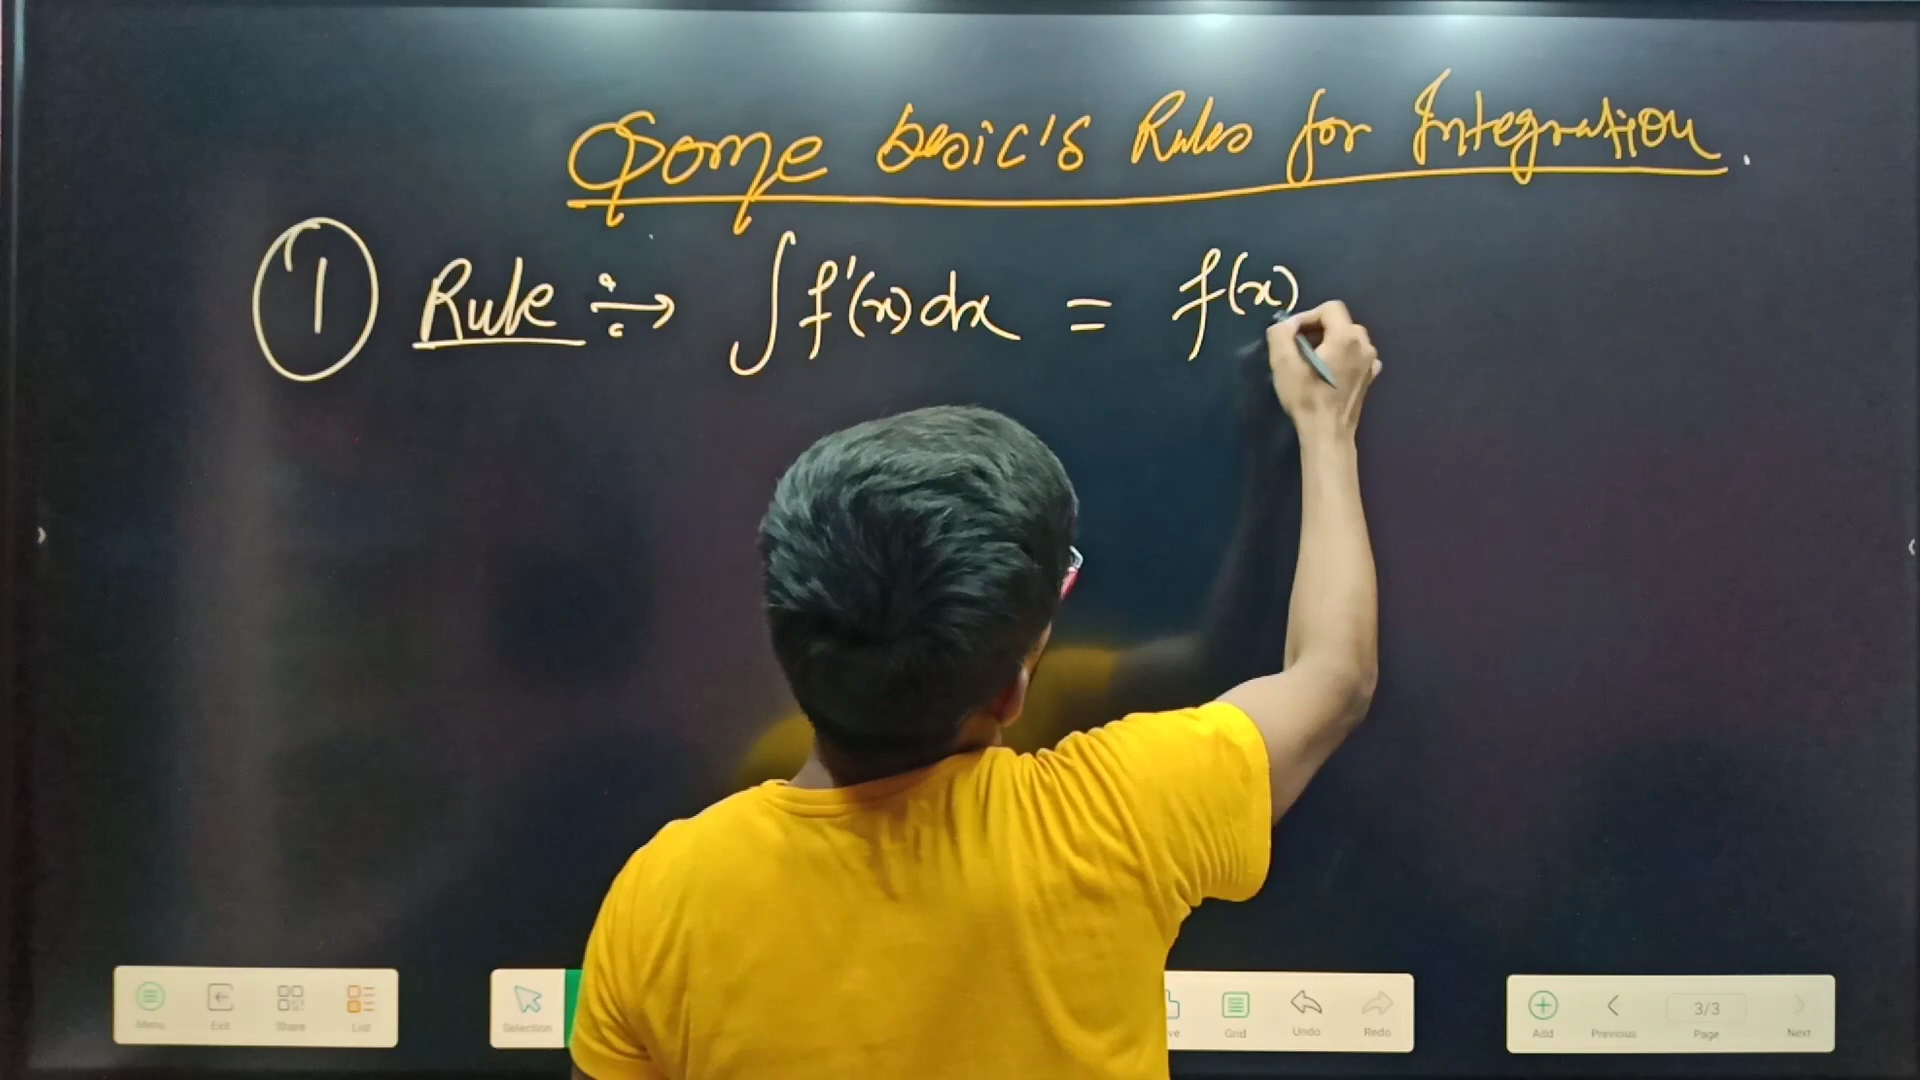 Some basic's Rules for Integration.
1 Rule ÷→ ∫f'(x)dx = f(x)
Menu Exit Share List Selection ve Grid Undo Redo Add Previous 3/3 Page Next